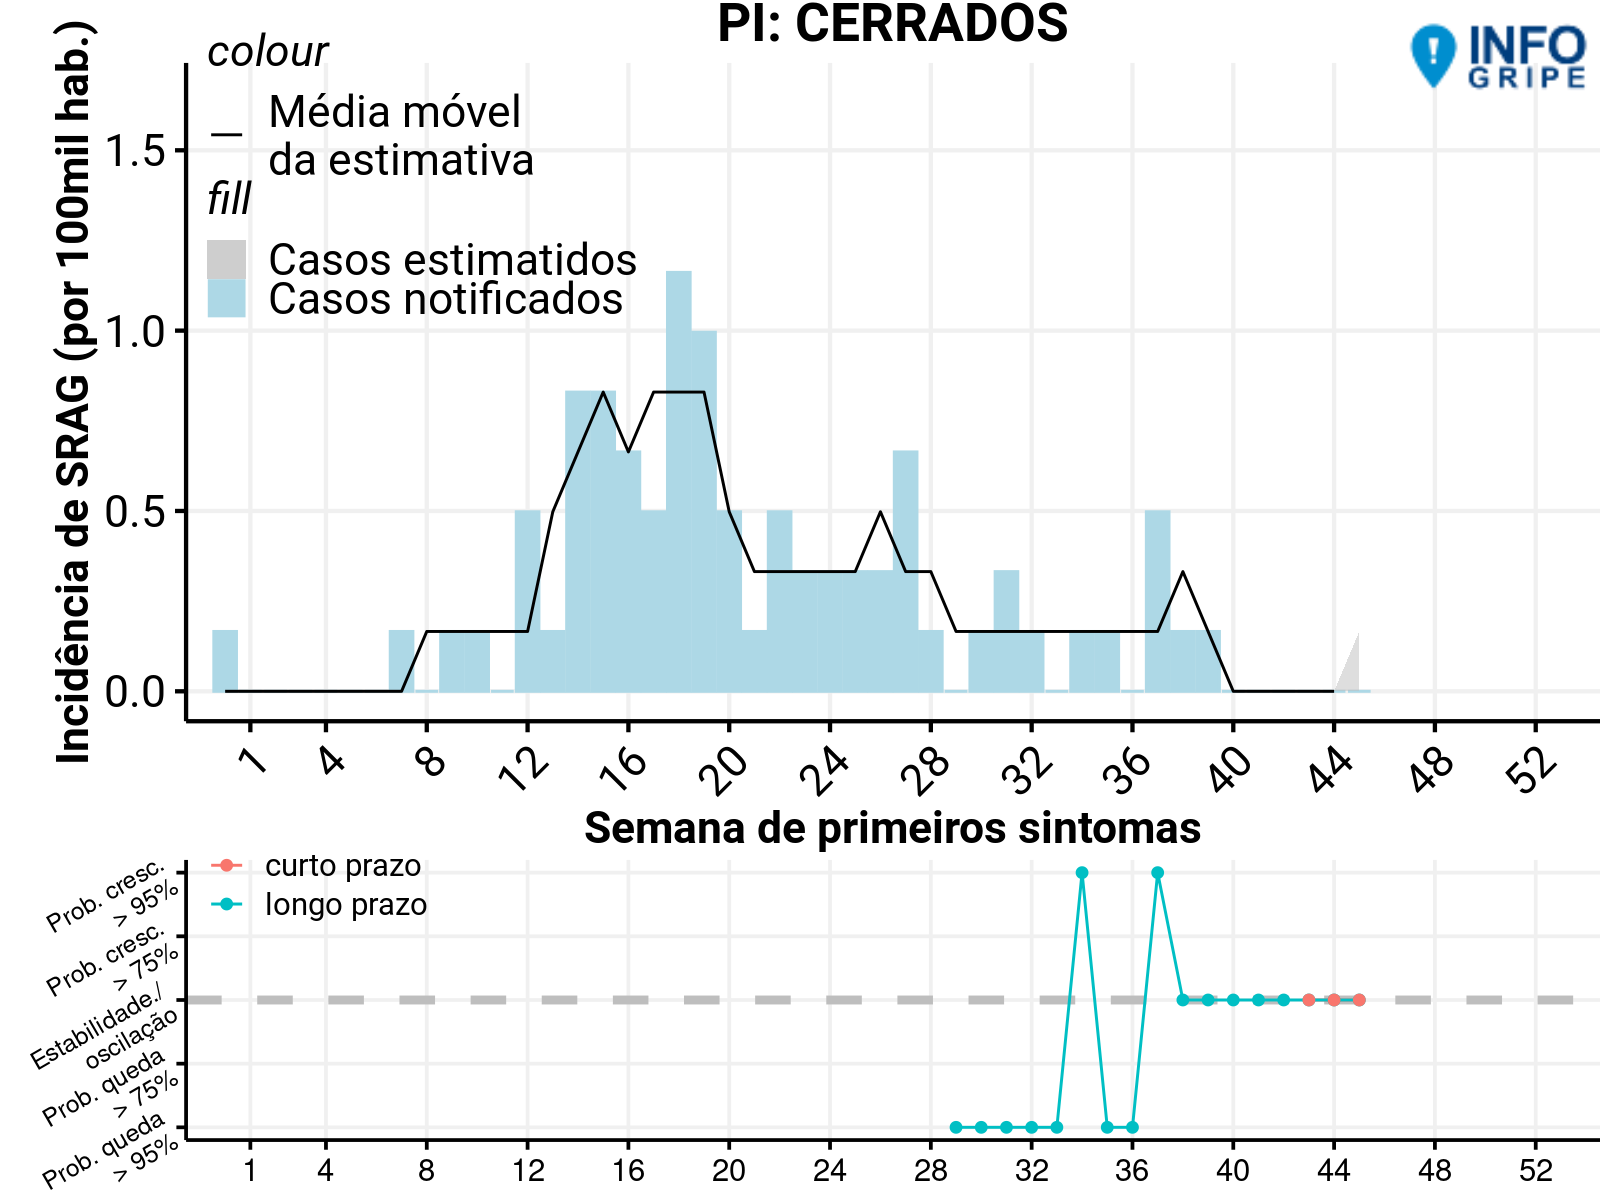 PI: CERRADOS
INFO
GRIPE
colour
Média móvel
da estimativa
fill
Casos estimatidos
Casos notificados
Incidência de SRAG (por 100mil hab.)
1.5
1.0
0.5
0.0
1 4 8 12 16 20 24 28 32 36 40 44 48 52
Semana de primeiros sintomas
curto prazo
longo prazo
Prob. cresc.
> 95%
Prob. cresc.
> 75%
Estabilidade./
oscilação
Prob. queda
> 75%
Prob. queda
> 95%
1 4 8 12 16 20 24 28 32 36 40 44 48 52